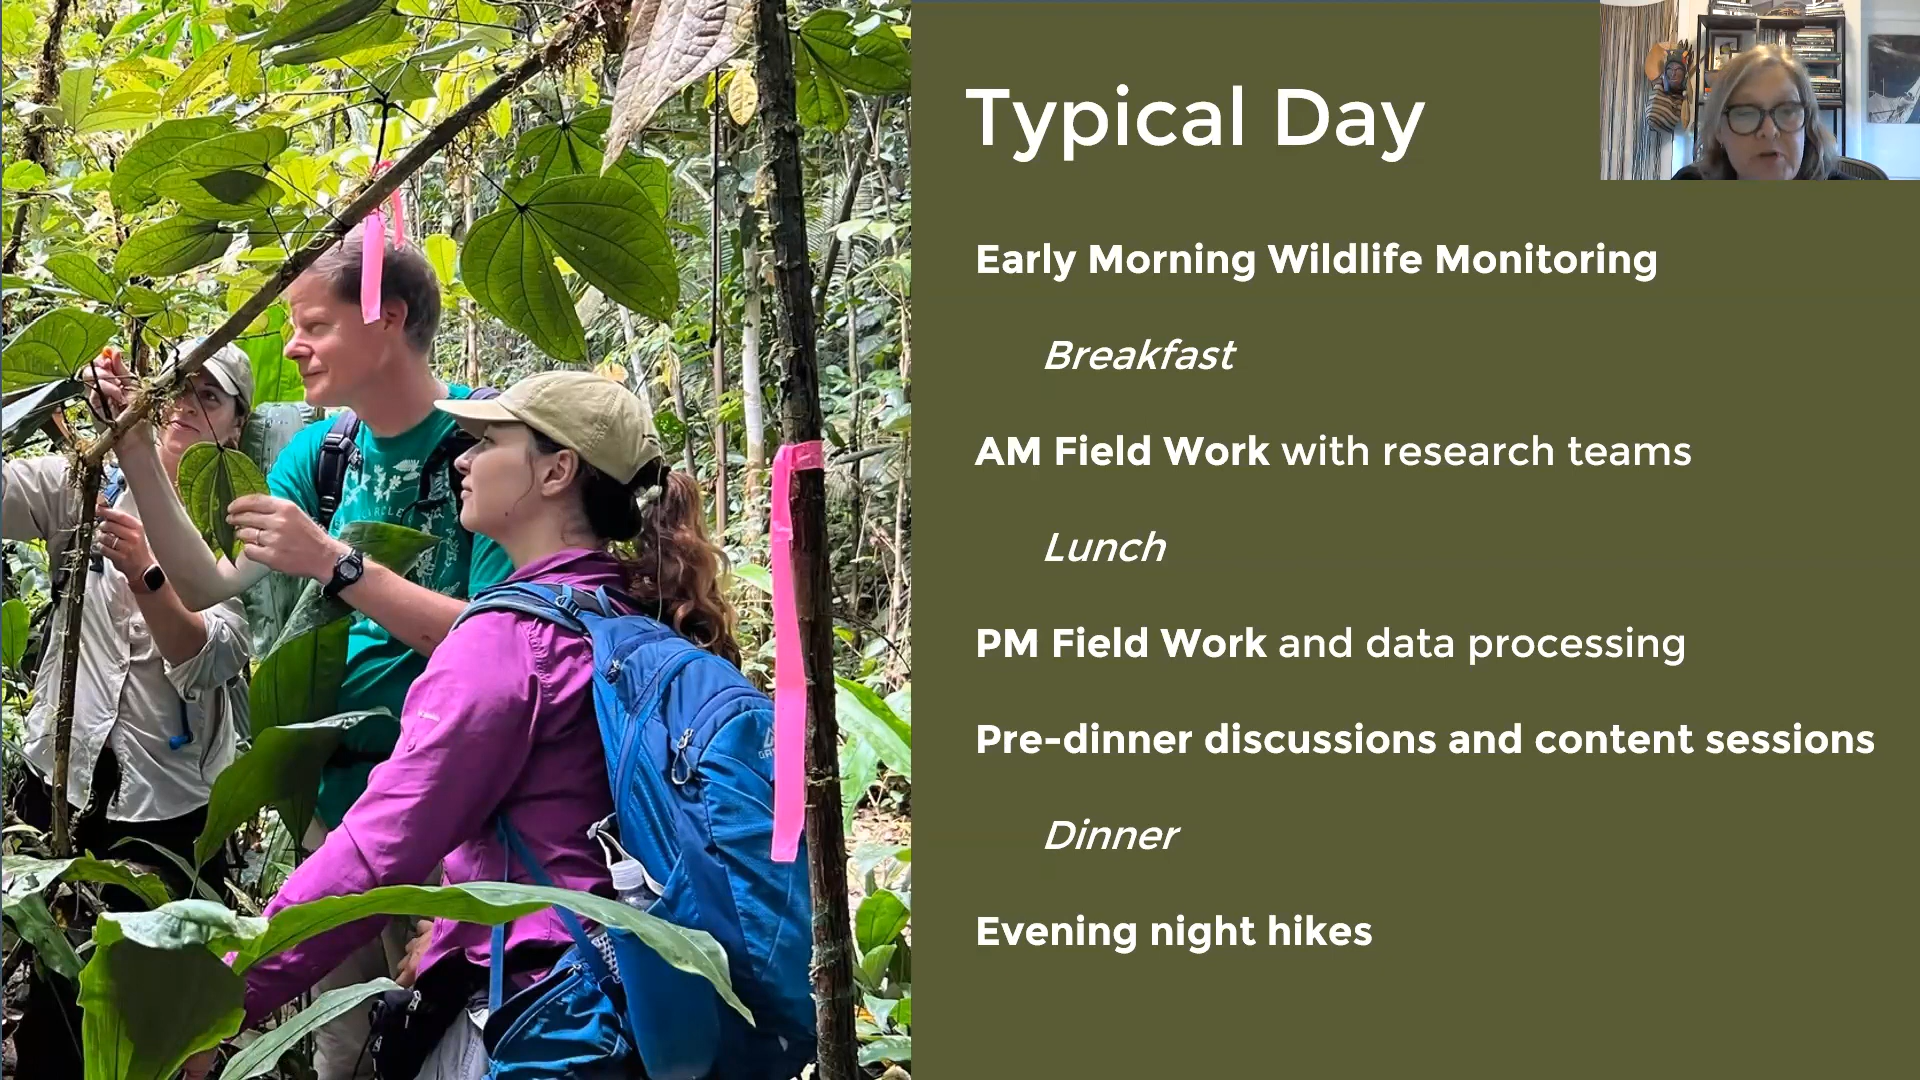 Typical Day
Early Morning Wildlife Monitoring
Breakfast
AM Field Work with research teams
Lunch
PM Field Work and data processing
Pre-dinner discussions and content sessions
Dinner
Evening night hikes